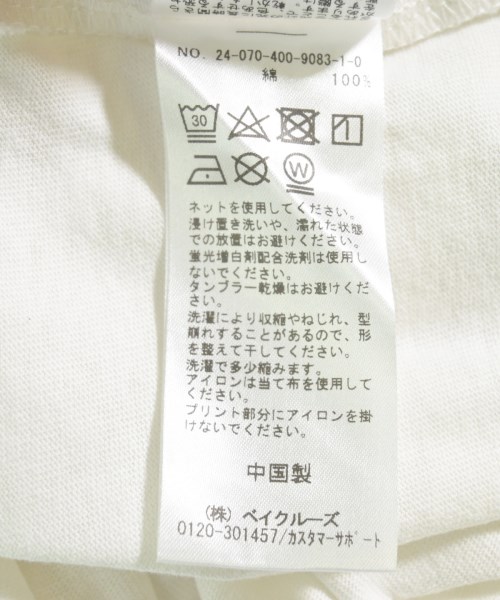 NO. 24-070-400-9083-1-0
綿 100%
30
W
ネットを使用してください。
浸け置き洗いや、濡れた状態
での放置はお避けください。
蛍光増白剤配合洗剤は使用し
ないでください。
タンブラー乾燥はお避けくだ
さい。
洗濯により収縮やねじれ、型
崩れすることがあるので、形
を整えて干してください。
洗濯で多少縮みます。
アイロンは当て布を使用して
ください。
プリント部分にアイロンを掛
けないでください。
中国製
(株) ベイクルーズ
0120-301457/カスタマーサポート